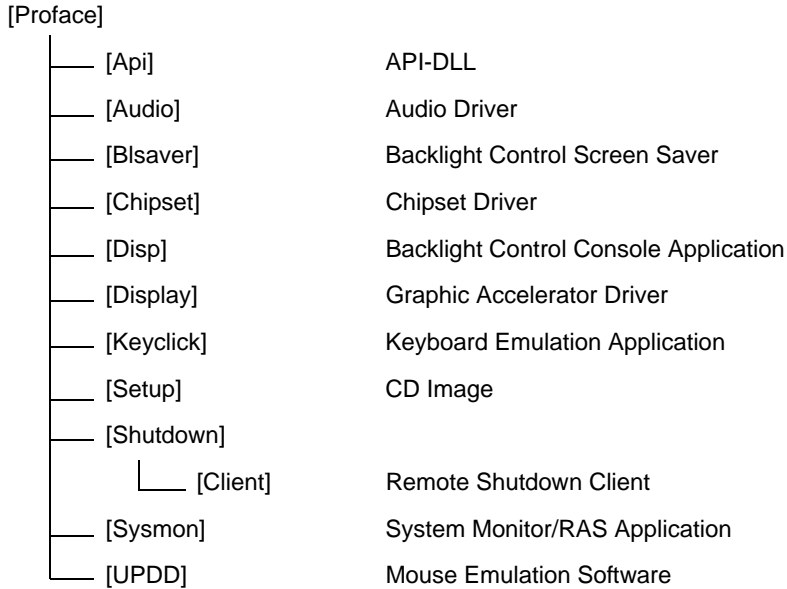 [Proface]
[Api] API-DLL
[Audio] Audio Driver
[Blsaver] Backlight Control Screen Saver
[Chipset] Chipset Driver
[Disp] Backlight Control Console Application
[Display] Graphic Accelerator Driver
[Keyclick] Keyboard Emulation Application
[Setup] CD Image
[Shutdown]
[Client] Remote Shutdown Client
[Sysmon] System Monitor/RAS Application
[UPDD] Mouse Emulation Software